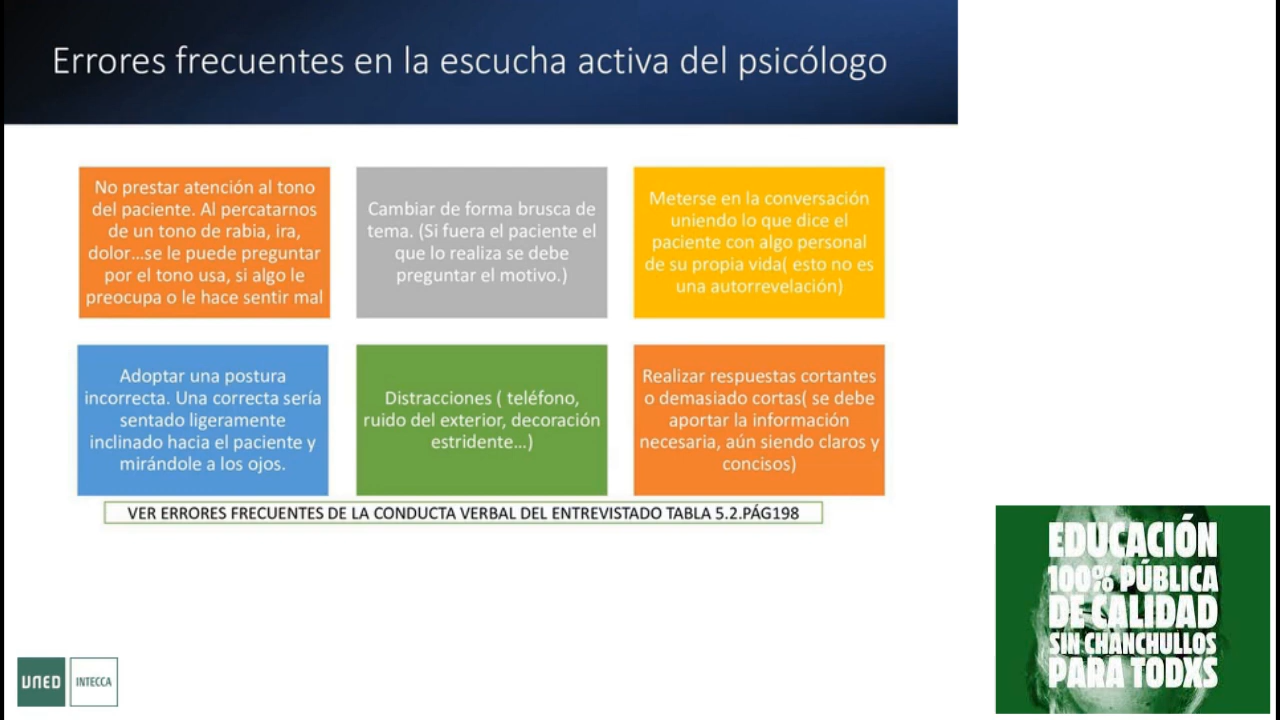 Errores frecuentes en la escucha activa del psicólogo
No prestar atención al tono
del paciente. Al percatarnos
de un tono de rabia, ira,
dolor...se le puede preguntar
por el tono usa, si algo le
preocupa o le hace sentir mal
Cambiar de forma brusca de
tema. (Si fuera el paciente el
que lo realiza se debe
preguntar el motivo.)
Meterse en la conversación
uniendo lo que dice el
paciente con algo personal
de su propia vida( esto no es
una autorrevelación)
Adoptar una postura
incorrecta. Una correcta sería
sentado ligeramente
inclinado hacia el paciente y
mirándole a los ojos.
Distracciones ( teléfono,
ruido del exterior, decoración
estridente...)
Realizar respuestas cortantes
o demasiado cortas( se debe
aportar la información
necesaria, aún siendo claros y
concisos)
VER ERRORES FRECUENTES DE LA CONDUCTA VERBAL DEL ENTREVISTADO TABLA 5.2.PÁG198
UNED
INTECCA
EDUCACIÓN
100% PÚBLICA
DE CALIDAD
SIN CHANCHULLOS
PARA TODXS